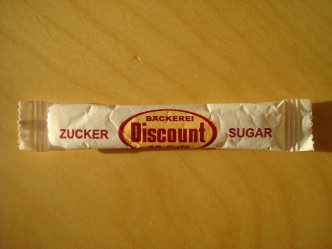 ZUCKER
BÄCKEREI
Discount
SUGAR